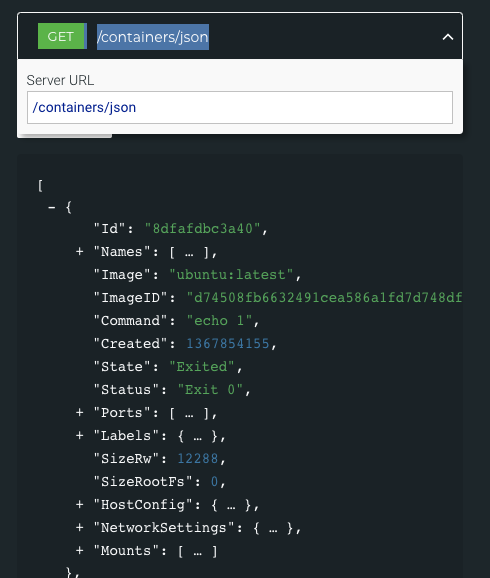 GET /containers/json
Server URL
/containers/json
[
- {
"Id": "8dfafdbc3a40",
+ "Names": [ … ],
"Image": "ubuntu:latest",
"ImageID": "d74508fb6632491cea586a1fd7d748df
"Command": "echo 1",
"Created": 1367854155,
"State": "Exited",
"Status": "Exit 0",
+ "Ports": [ … ],
+ "Labels": { … },
"SizeRw": 12288,
"SizeRootFs": 0,
+ "HostConfig": { … },
+ "NetworkSettings": { … },
+ "Mounts": [ … ]
},